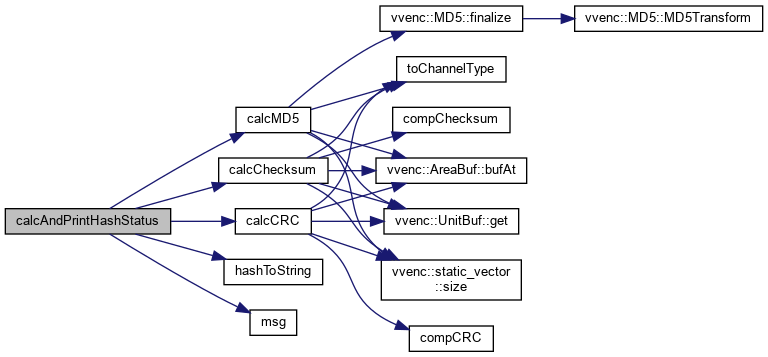 vvenc::MD5::finalize
vvenc::MD5::MD5Transform
toChannelType
calcMD5
compChecksum
calcChecksum
vvenc::AreaBuf::bufAt
calcAndPrintHashStatus
calcCRC
vvenc::UnitBuf::get
hashToString
vvenc::static_vector
::size
msg
compCRC